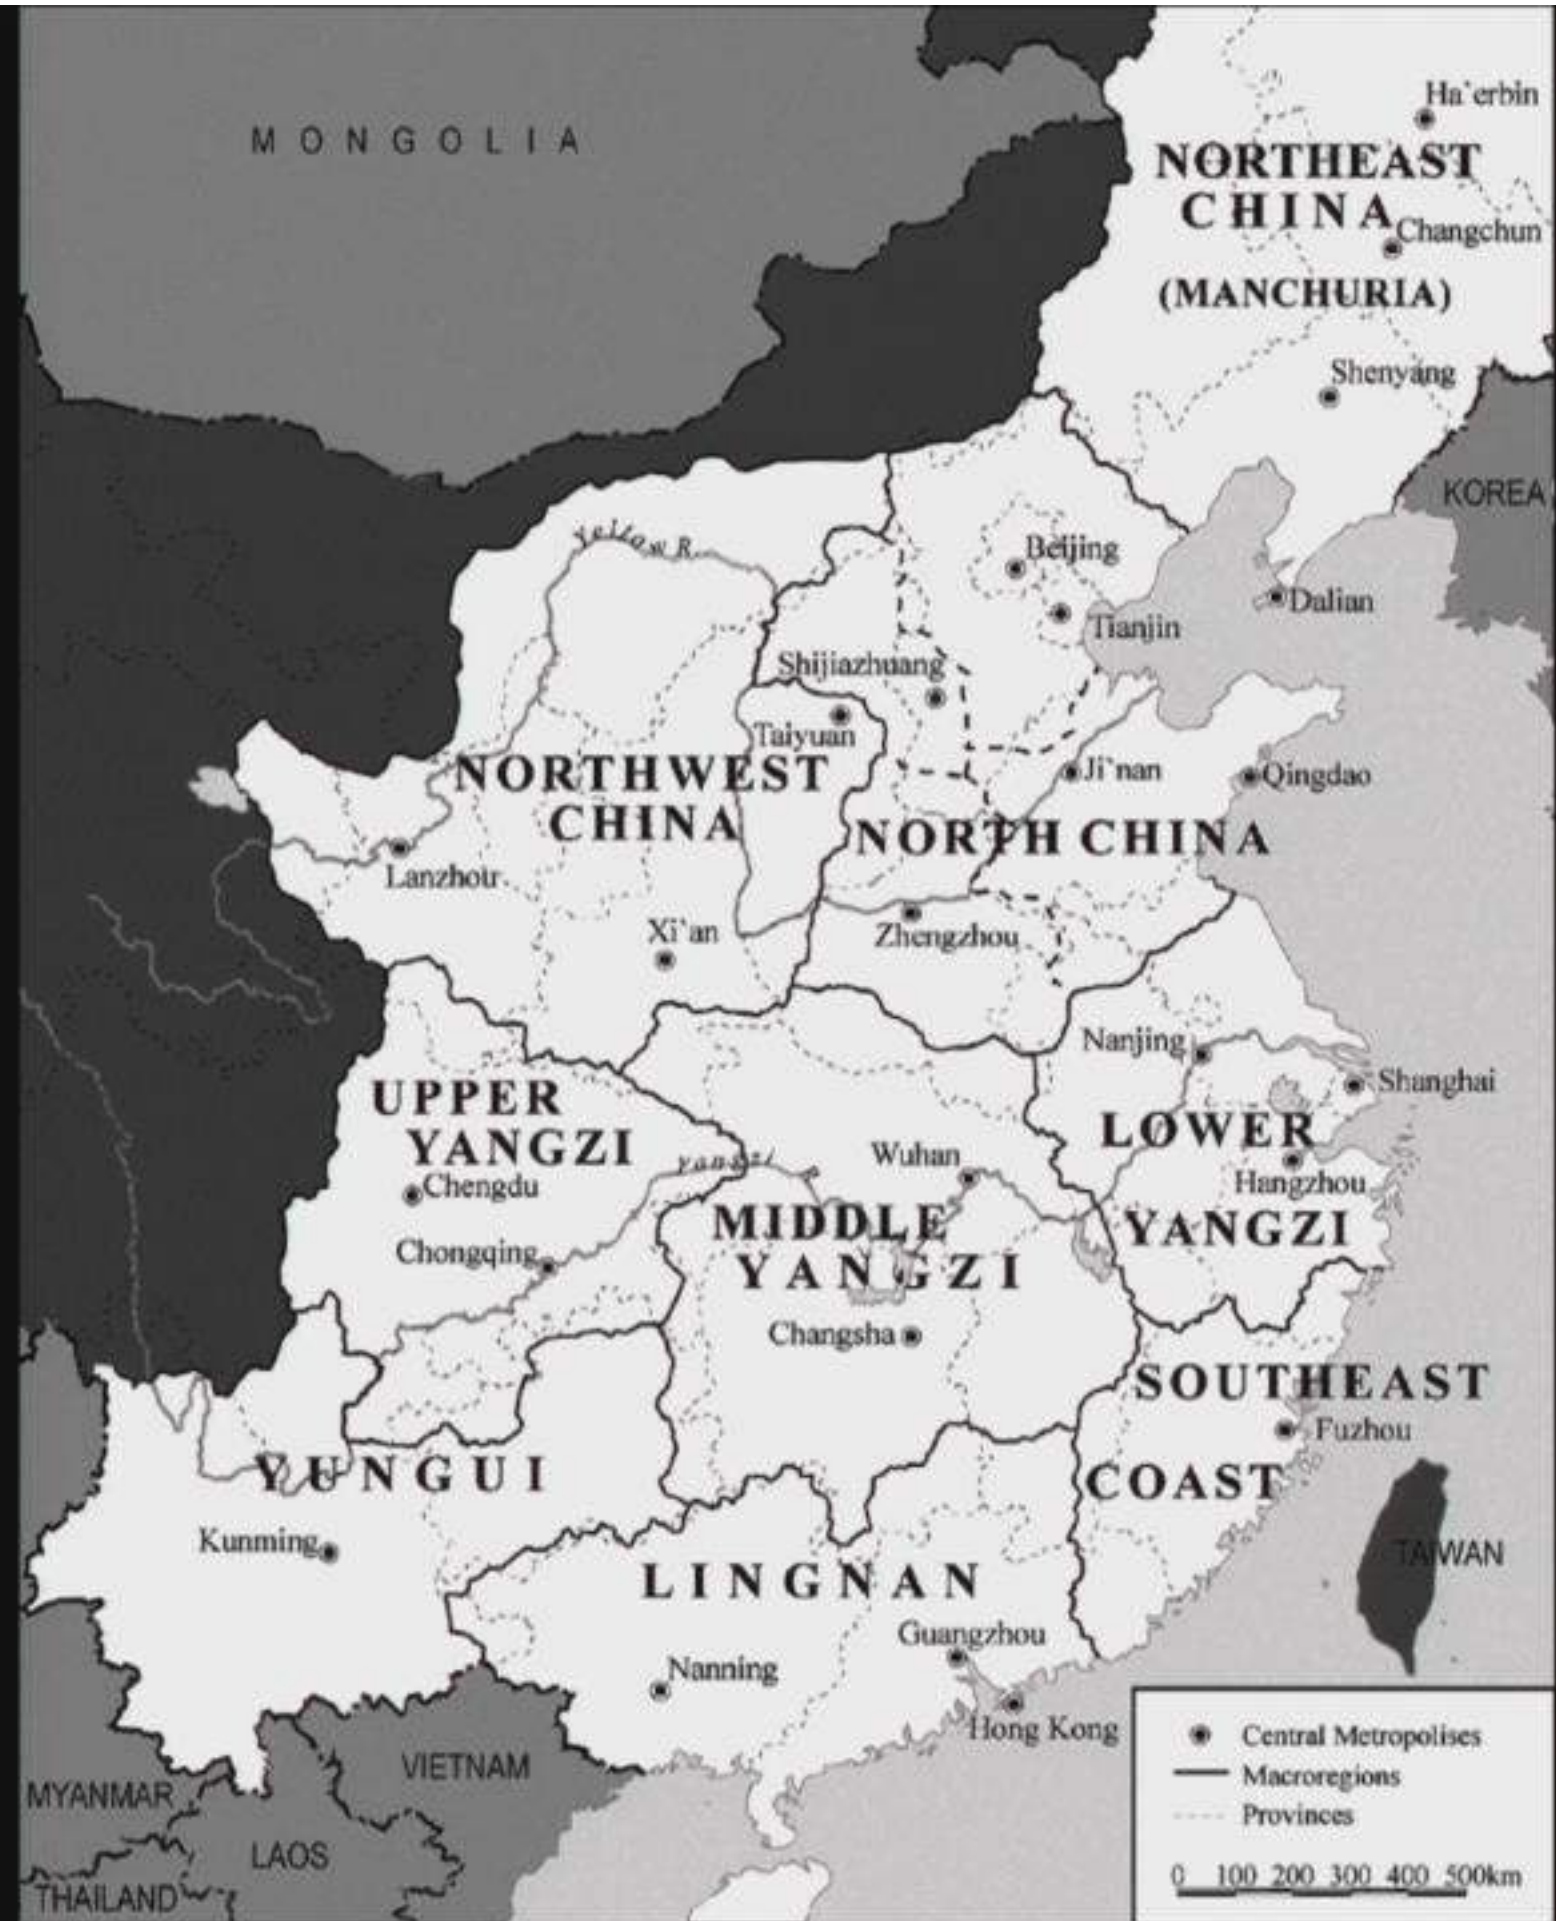 MONGOLIA
Ha`erbin
NORTHEAST
CHINA
Changchun
(MANCHURIA)
Shenyang
KOREA
Yellow R.
Beijing
Dalian
Tianjin
Shijiazhuang
Taiyuan
NORTHWEST
CHINA
Ji`nan
Qingdao
NORTH CHINA
Lanzhou
Xi`an
Zhengzhou
Nanjing
Shanghai
UPPER
YANGZI
LOWER
YANGZI
Yangzi R.
Wuhan
Hangzhou
Chengdu
Chongqing
MIDDLE
YANGZI
Changsha
SOUTHEAST
COAST
Fuzhou
YUNGUI
Kunming
LINGNAN
TAIWAN
Guangzhou
Nanning
Hong Kong
VIETNAM
MYANMAR
LAOS
THAILAND
Central Metropolises
Macroregions
Provinces
0 100 200 300 400 500km